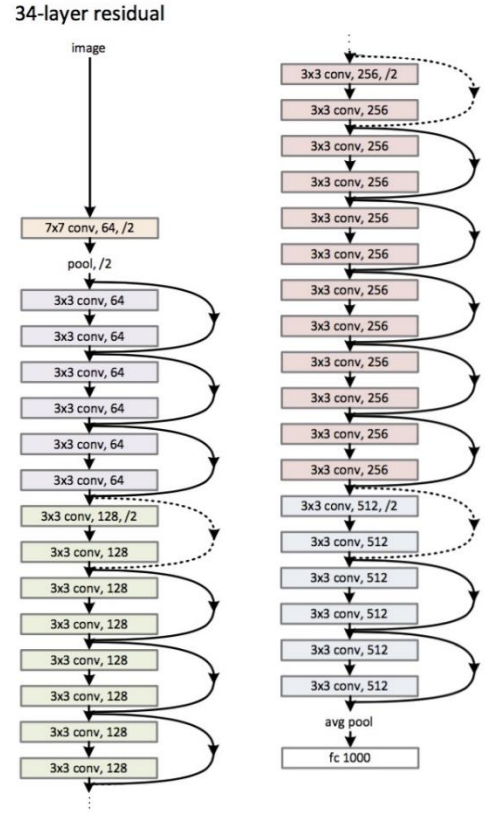 34-layer residual
image
7x7 conv, 64, /2
pool, /2
3x3 conv, 64
3x3 conv, 64
3x3 conv, 64
3x3 conv, 64
3x3 conv, 64
3x3 conv, 64
3x3 conv, 128, /2
3x3 conv, 128
3x3 conv, 128
3x3 conv, 128
3x3 conv, 128
3x3 conv, 128
3x3 conv, 128
3x3 conv, 128
3x3 conv, 256, /2
3x3 conv, 256
3x3 conv, 256
3x3 conv, 256
3x3 conv, 256
3x3 conv, 256
3x3 conv, 256
3x3 conv, 256
3x3 conv, 256
3x3 conv, 256
3x3 conv, 256
3x3 conv, 256
3x3 conv, 512, /2
3x3 conv, 512
3x3 conv, 512
3x3 conv, 512
3x3 conv, 512
3x3 conv, 512
avg pool
fc 1000